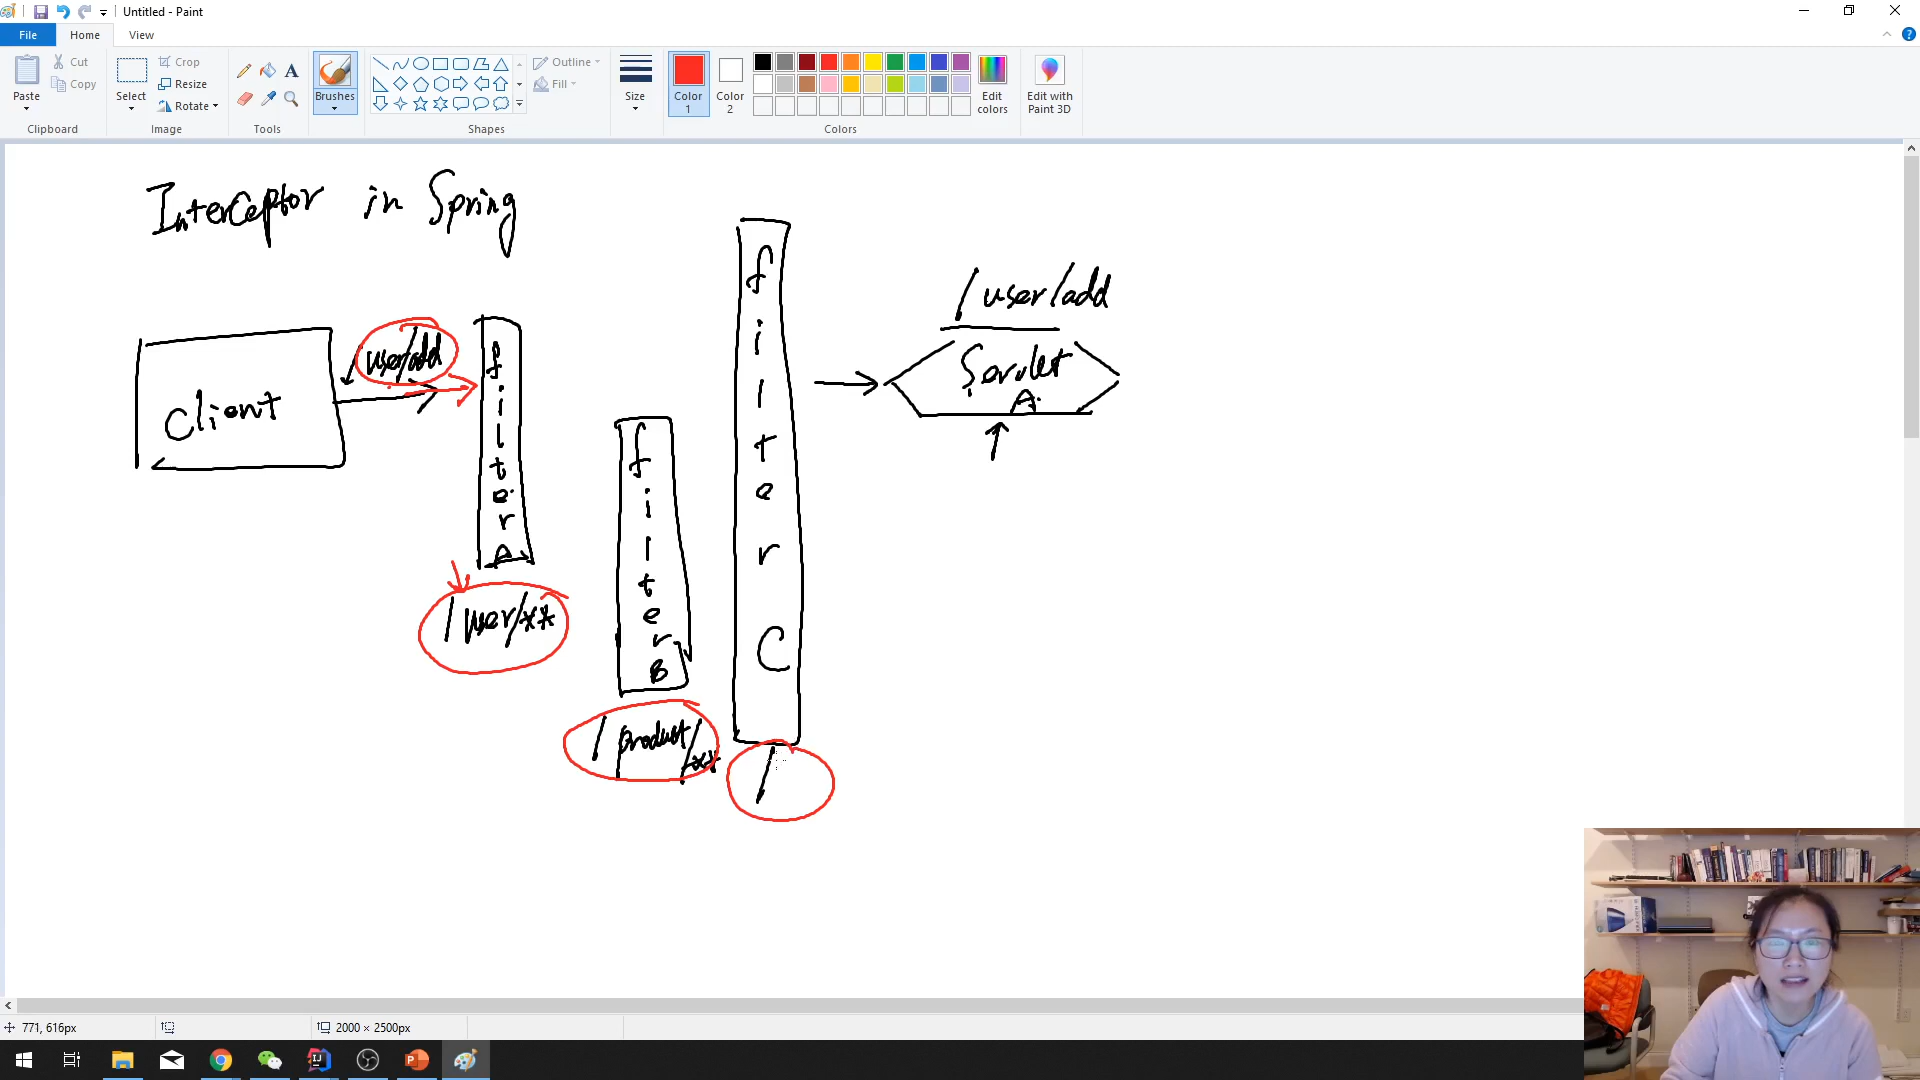 Untitled - Paint
File
Home
View
Paste
Cut
Copy
Clipboard
Select
Crop
Resize
Rotate
Image
Tools
Brushes
Shapes
Outline
Fill
Size
Color 1
Color 2
Edit colors
Colors
Edit with Paint 3D
Interceptor in Spring
Client
user/add
filter A
/user/**
filter B
/product/**
filter C
/
/user/add
Servlet
A
771, 616px
2000 × 2500px